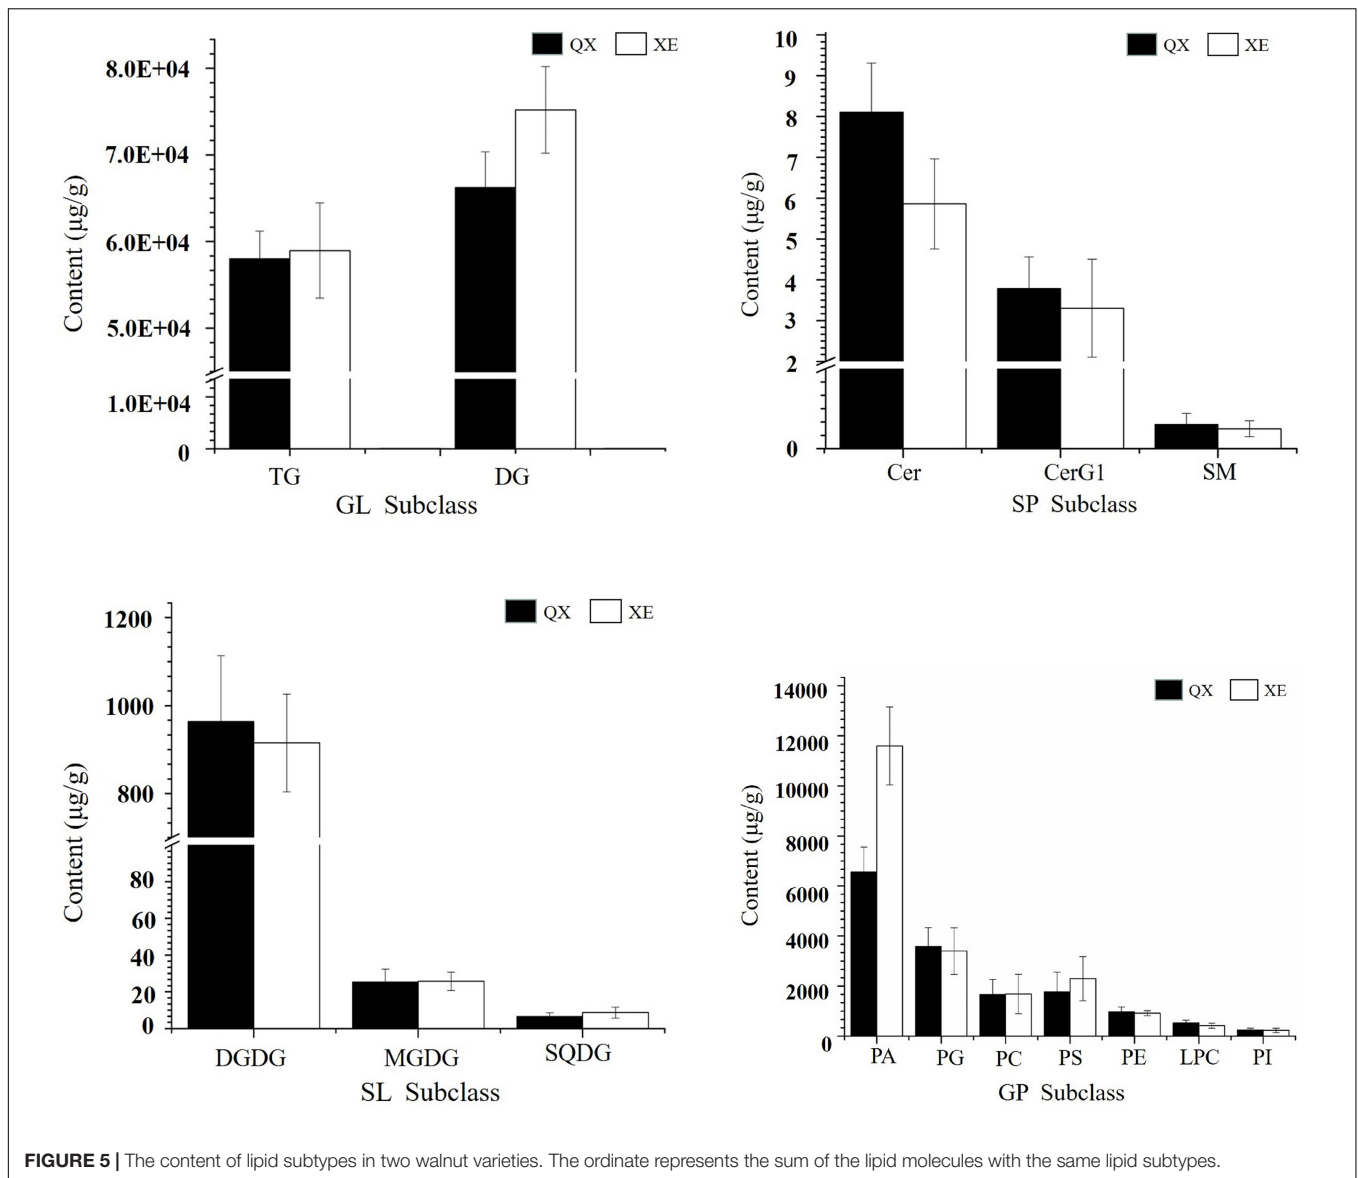 QX XE
8.0E+04
7.0E+04
6.0E+04
5.0E+04
1.0E+04
0
Content (µg/g)
TG DG
GL Subclass
QX XE
10
9
8
7
6
5
4
3
2
0
Content (µg/g)
Cer CerG1 SM
SP Subclass
QX XE
1200
1000
800
80
60
40
20
0
Content (µg/g)
DGDG MGDG SQDG
SL Subclass
QX XE
14000
12000
10000
8000
6000
4000
2000
0
Content (µg/g)
PA PG PC PS PE LPC PI
GP Subclass
FIGURE 5 | The content of lipid subtypes in two walnut varieties. The ordinate represents the sum of the lipid molecules with the same lipid subtypes.